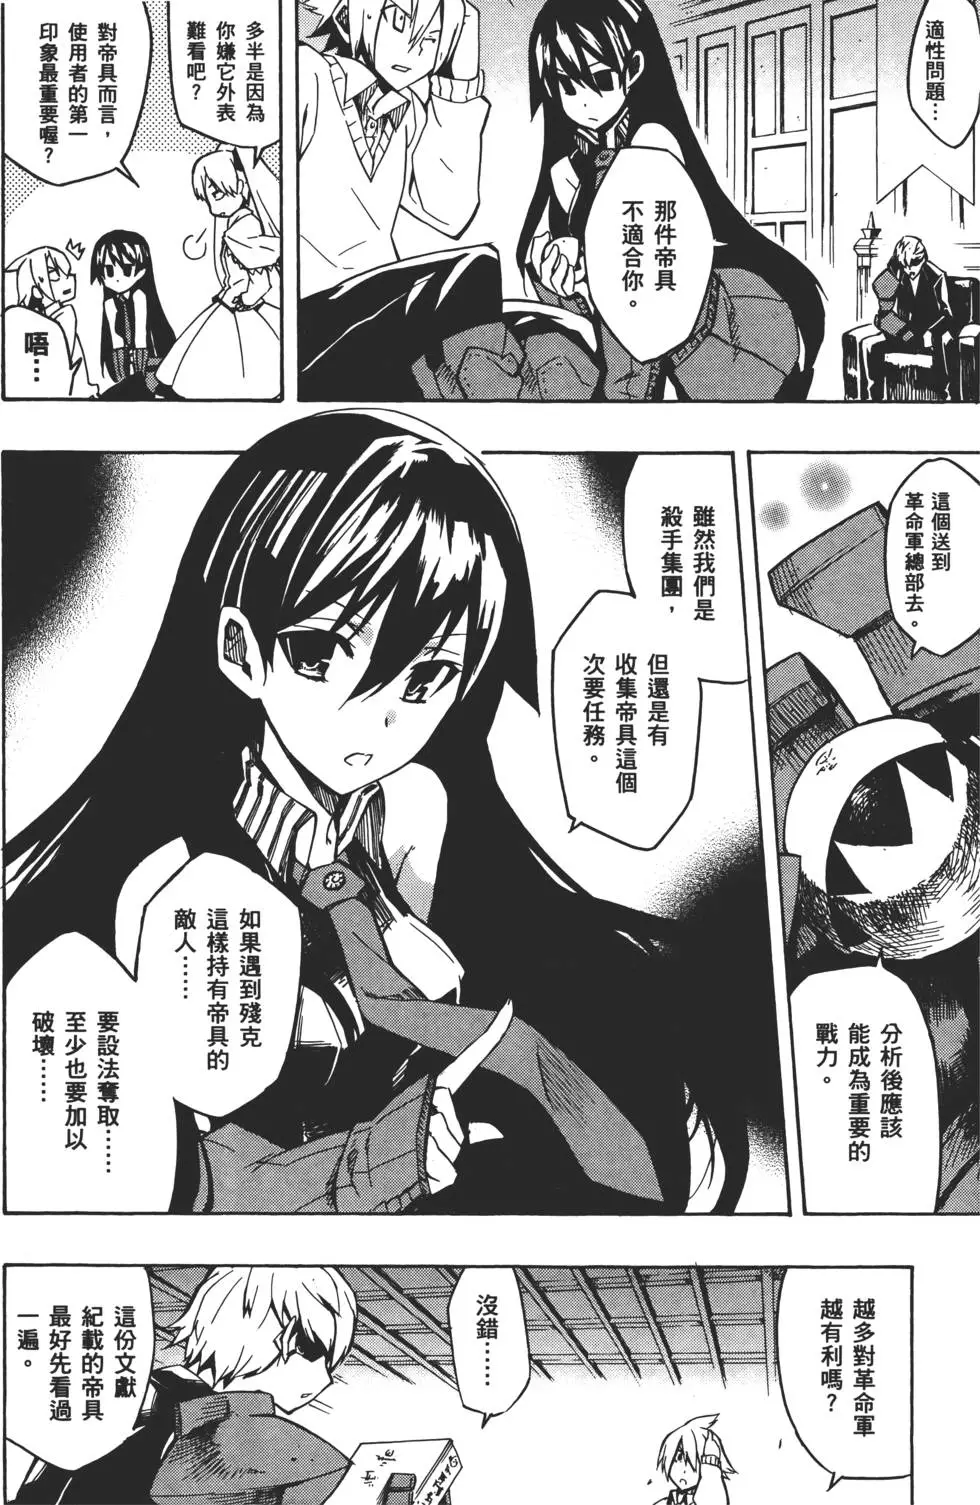 適性問題…
那件帝具
不適合你。
多半是因為
你嫌它外表
難看吧？
對帝具而言，
使用者的第一
印象最重要喔？
唔…
這個送到
革命軍總部去。
分析後應該
能成為重要的
戰力。
雖然我們是
殺手集團，
但還是有
收集帝具這個
次要任務。
如果遇到殘克
這樣持有帝具的
敵人……
要設法奪取……
至少也要加以
破壞……
越多對革命軍
越有利嗎？
沒錯……
這份文獻
紀載的帝具
最好先看過
一遍。